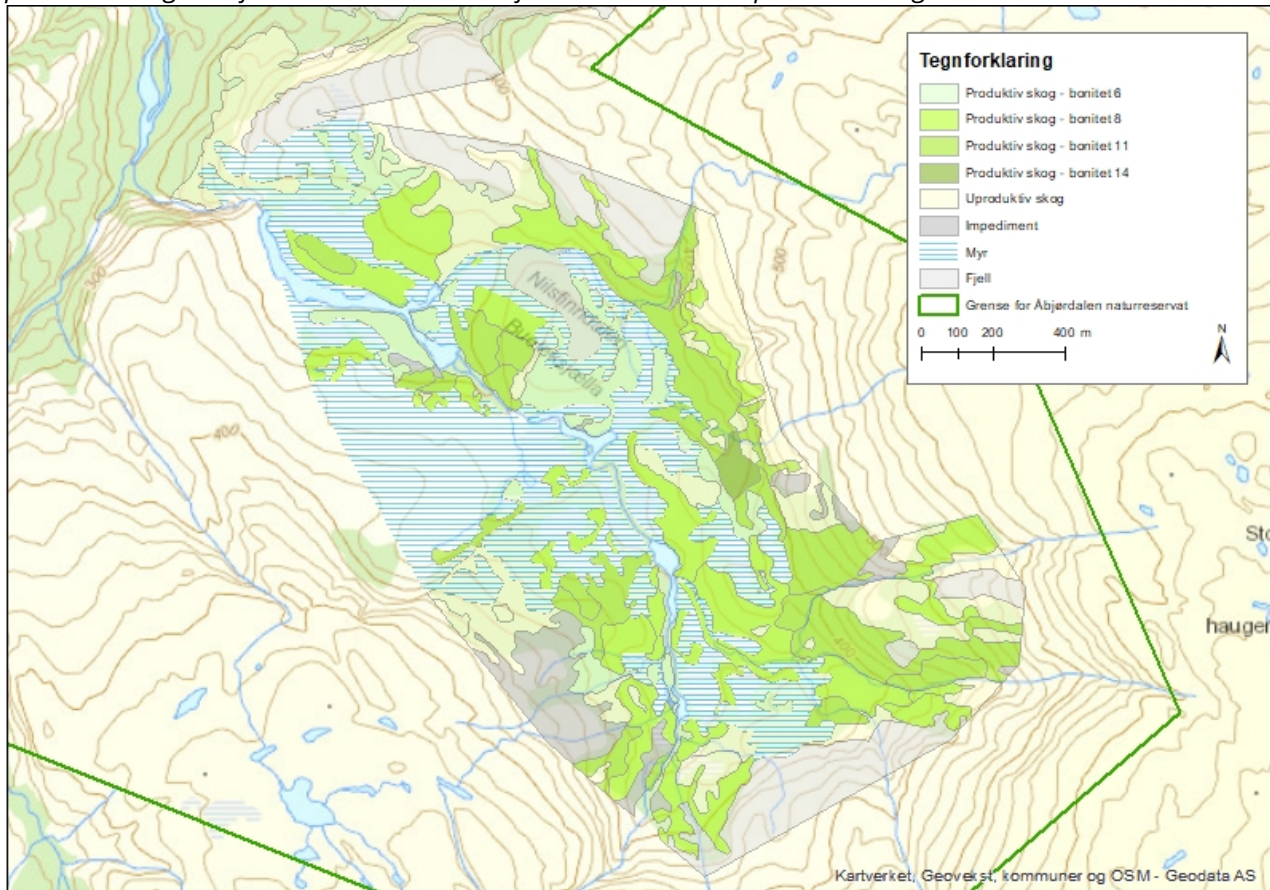 Tegnforklaring
Produktiv skog - bonitet 6
Produktiv skog - bonitet 8
Produktiv skog - bonitet 11
Produktiv skog - bonitet 14
Uproduktiv skog
Impediment
Myr
Fjell
Grense for Åbjørdalen naturreservat
0 100 200 400 m
N
500
300
400
400
Sto
haugen
Kartverket, Geovekst, kommuner og OSM - Geodata AS